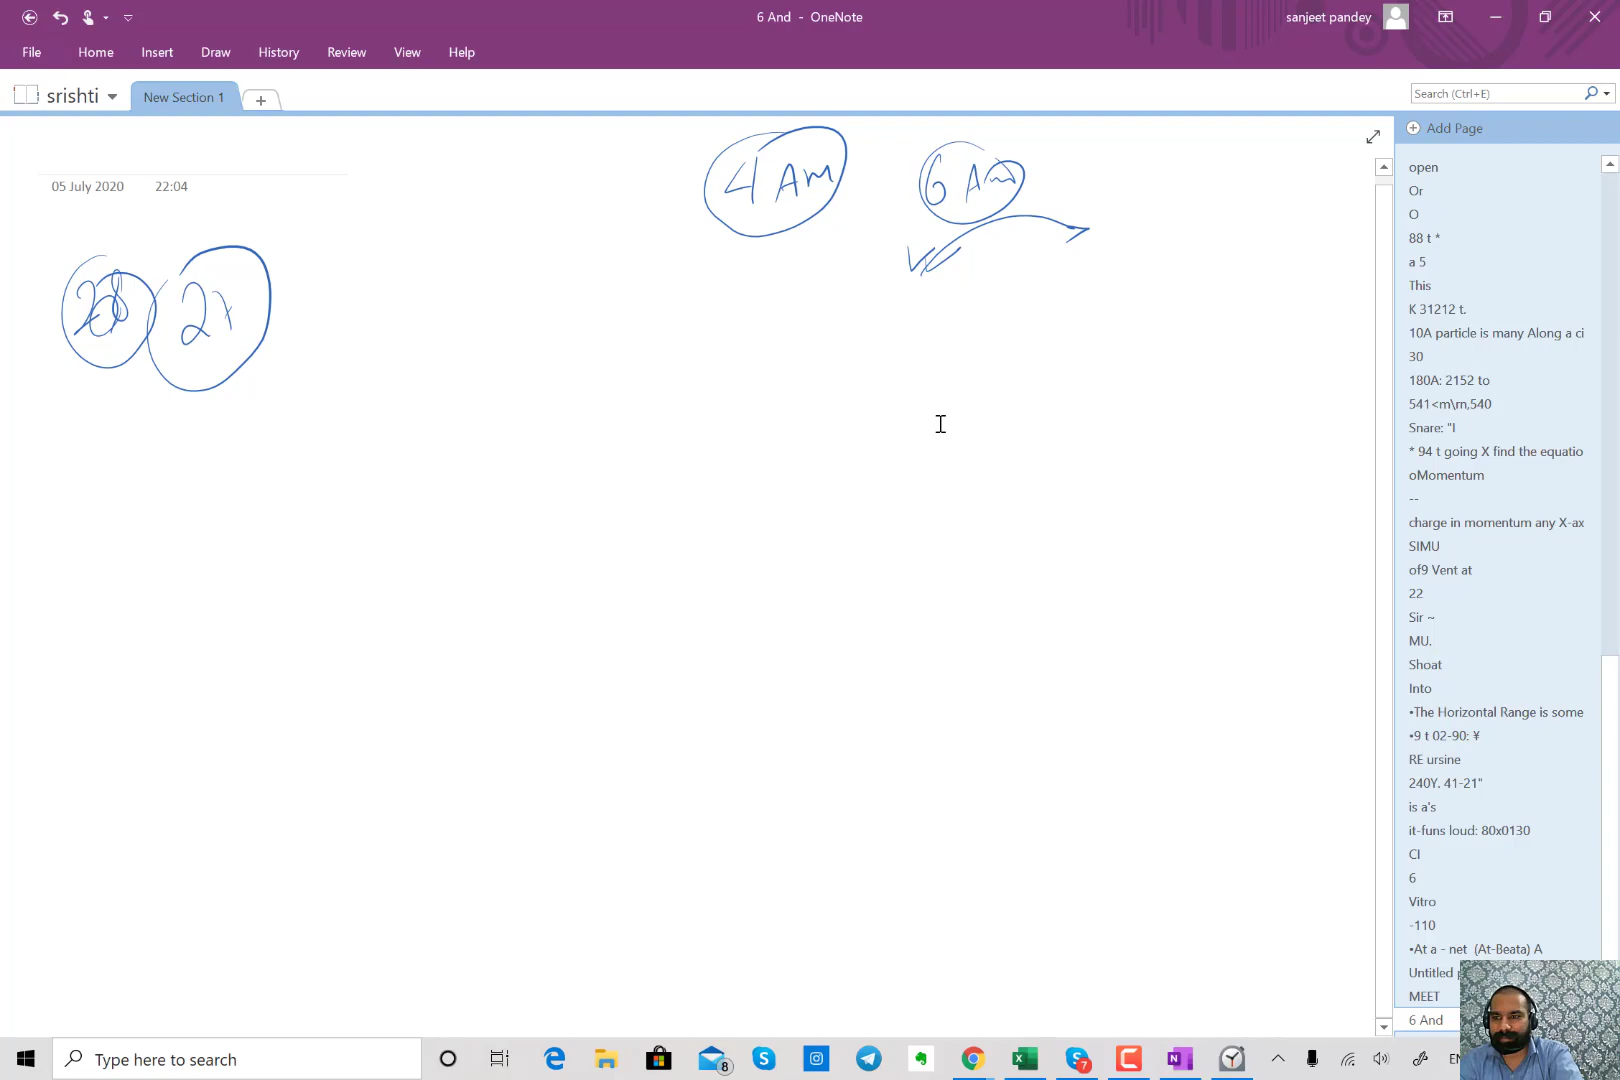 6 And - OneNote
sanjeet pandey
File Home Insert Draw History Review View Help
srishti
New Section 1
Search (Ctrl+E)
Add Page
4 Am 6 Am
05 July 2020 22:04
28 2x
open
Or
O
88 t *
a 5
This
K 31212 t.
10A particle is many Along a ci
30
180A: 2152 to
541<m\rn,540
Snare: "I
* 94 t going X find the equatio
oMomentum
--
charge in momentum any X-ax
SIMU
of9 Vent at
22
Sir ~
MU.
Shoat
Into
•The Horizontal Range is some
•9 t 02-90: ¥
RE ursine
240Y. 41-21"
is a's
it-funs loud: 80x0130
CI
6
Vitro
-110
•At a - net (At-Beata) A
Untitled
MEET
6 And
Type here to search
8
7